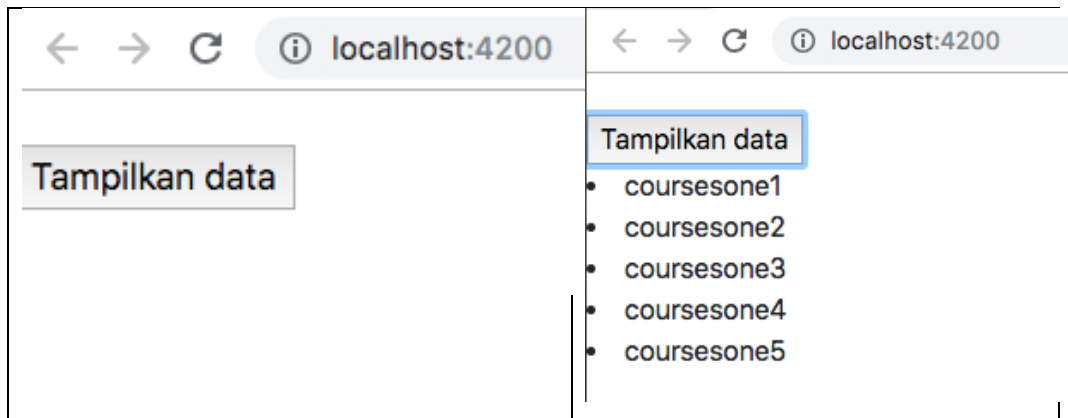 localhost:4200
Tampilkan data
localhost:4200
Tampilkan data
coursesone1
coursesone2
coursesone3
coursesone4
coursesone5